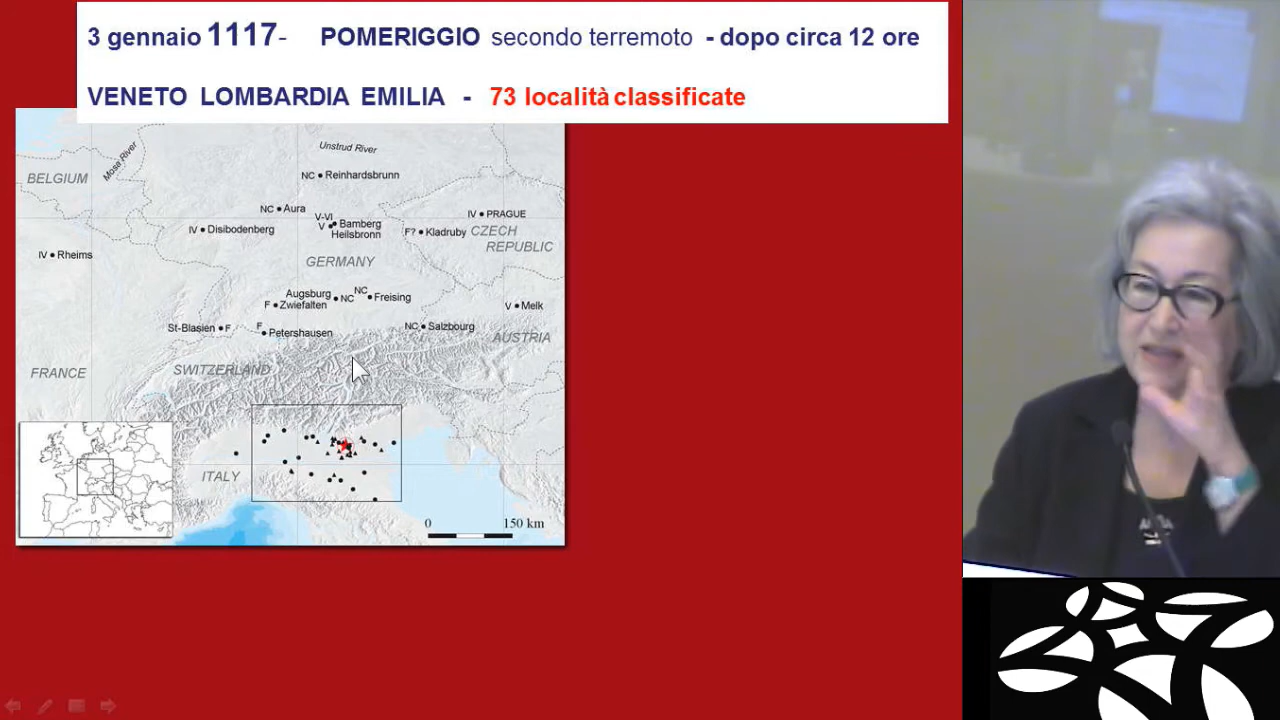 3 gennaio 1117- POMERIGGIO secondo terremoto - dopo circa 12 ore
VENETO LOMBARDIA EMILIA - 73 località classificate
Unstrud River
Mosa River
BELGIUM
NC Reinhardsbrunn
NC Aura
IV PRAGUE
V-VI
V
Bamberg
Heilsbronn
IV Disibodenberg
F? Kladruby
CZECH
REPUBLIC
IV Rheims
GERMANY
Augsburg NC
NC
Freising
F Zwiefalten
V Melk
St-Blasien F
F
Petershausen
NC Salzbourg
AUSTRIA
FRANCE
SWITZERLAND
ITALY
0 150 km